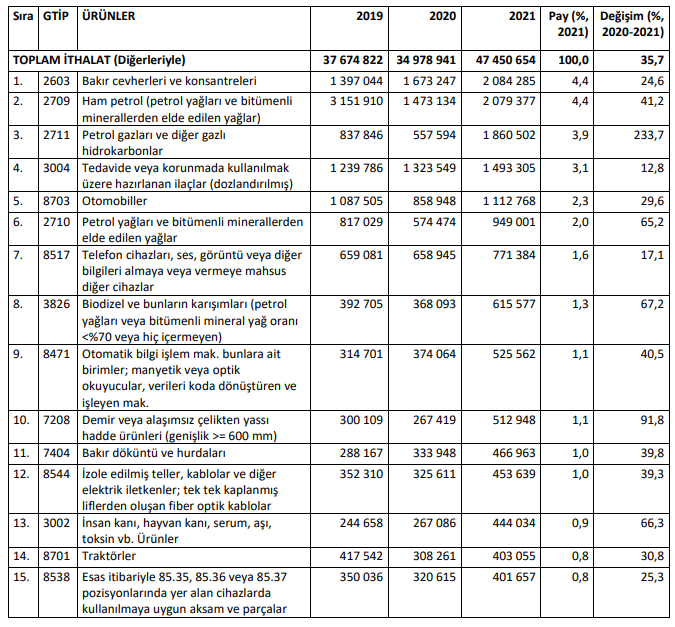 Sıra GTİP ÜRÜNLER 2019 2020 2021 Pay (%, 2021) Değişim (%, 2020-2021)
TOPLAM İTHALAT (Diğerleriyle) 37 674 822 34 978 941 47 450 654 100,0 35,7
1. 2603 Bakır cevherleri ve konsantreleri 1 397 044 1 673 247 2 084 285 4,4 24,6
2. 2709 Ham petrol (petrol yağları ve bitümenli 3 151 910 1 473 134 2 079 377 4,4 41,2
minerallerden elde edilen yağlar)
3. 2711 Petrol gazları ve diğer gazlı 837 846 557 594 1 860 502 3,9 233,7
hidrokarbonlar
4. 3004 Tedavide veya korunmada kullanılmak 1 239 786 1 323 549 1 493 305 3,1 12,8
üzere hazırlanan ilaçlar (dozlandırılmış)
5. 8703 Otomobiller 1 087 505 858 948 1 112 768 2,3 29,6
6. 2710 Petrol yağları ve bitümenli minerallerden 817 029 574 474 949 001 2,0 65,2
elde edilen yağlar
7. 8517 Telefon cihazları, ses, görüntü veya diğer 659 081 658 945 771 384 1,6 17,1
bilgileri almaya veya vermeye mahsus
diğer cihazlar
8. 3826 Biodizel ve bunların karışımları (petrol 392 705 368 093 615 577 1,3 67,2
yağları veya bitümenli mineral yağ oranı
<%70 veya hiç içermeyen)
9. 8471 Otomatik bilgi işlem mak. bunlara ait 314 701 374 064 525 562 1,1 40,5
birimler; manyetik veya optik
okuyucular, verileri koda dönüştüren ve
işleyen mak.
10. 7208 Demir veya alaşımsız çelikten yassı 300 109 267 419 512 948 1,1 91,8
hadde ürünleri (genişlik >= 600 mm)
11. 7404 Bakır döküntü ve hurdaları 288 167 333 948 466 963 1,0 39,8
12. 8544 İzole edilmiş teller, kablolar ve diğer 352 310 325 611 453 639 1,0 39,3
elektrik iletkenler; tek tek kaplanmış
liflerden oluşan fiber optik kablolar
13. 3002 İnsan kanı, hayvan kanı, serum, aşı, 244 658 267 086 444 034 0,9 66,3
toksin vb. Ürünler
14. 8701 Traktörler 417 542 308 261 403 055 0,8 30,8
15. 8538 Esas itibariyle 85.35, 85.36 veya 85.37 350 036 320 615 401 657 0,8 25,3
pozisyonlarında yer alan cihazlarda
kullanılmaya uygun aksam ve parçalar